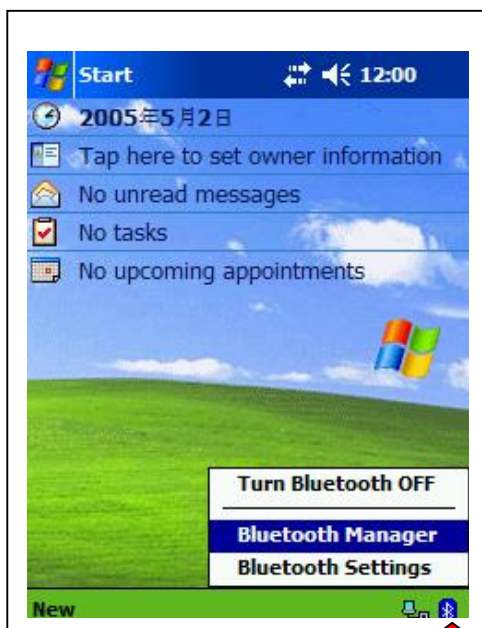 Start 12:00
2005年5月2日
Tap here to set owner information
No unread messages
No tasks
No upcoming appointments
Turn Bluetooth OFF
Bluetooth Manager
Bluetooth Settings
New